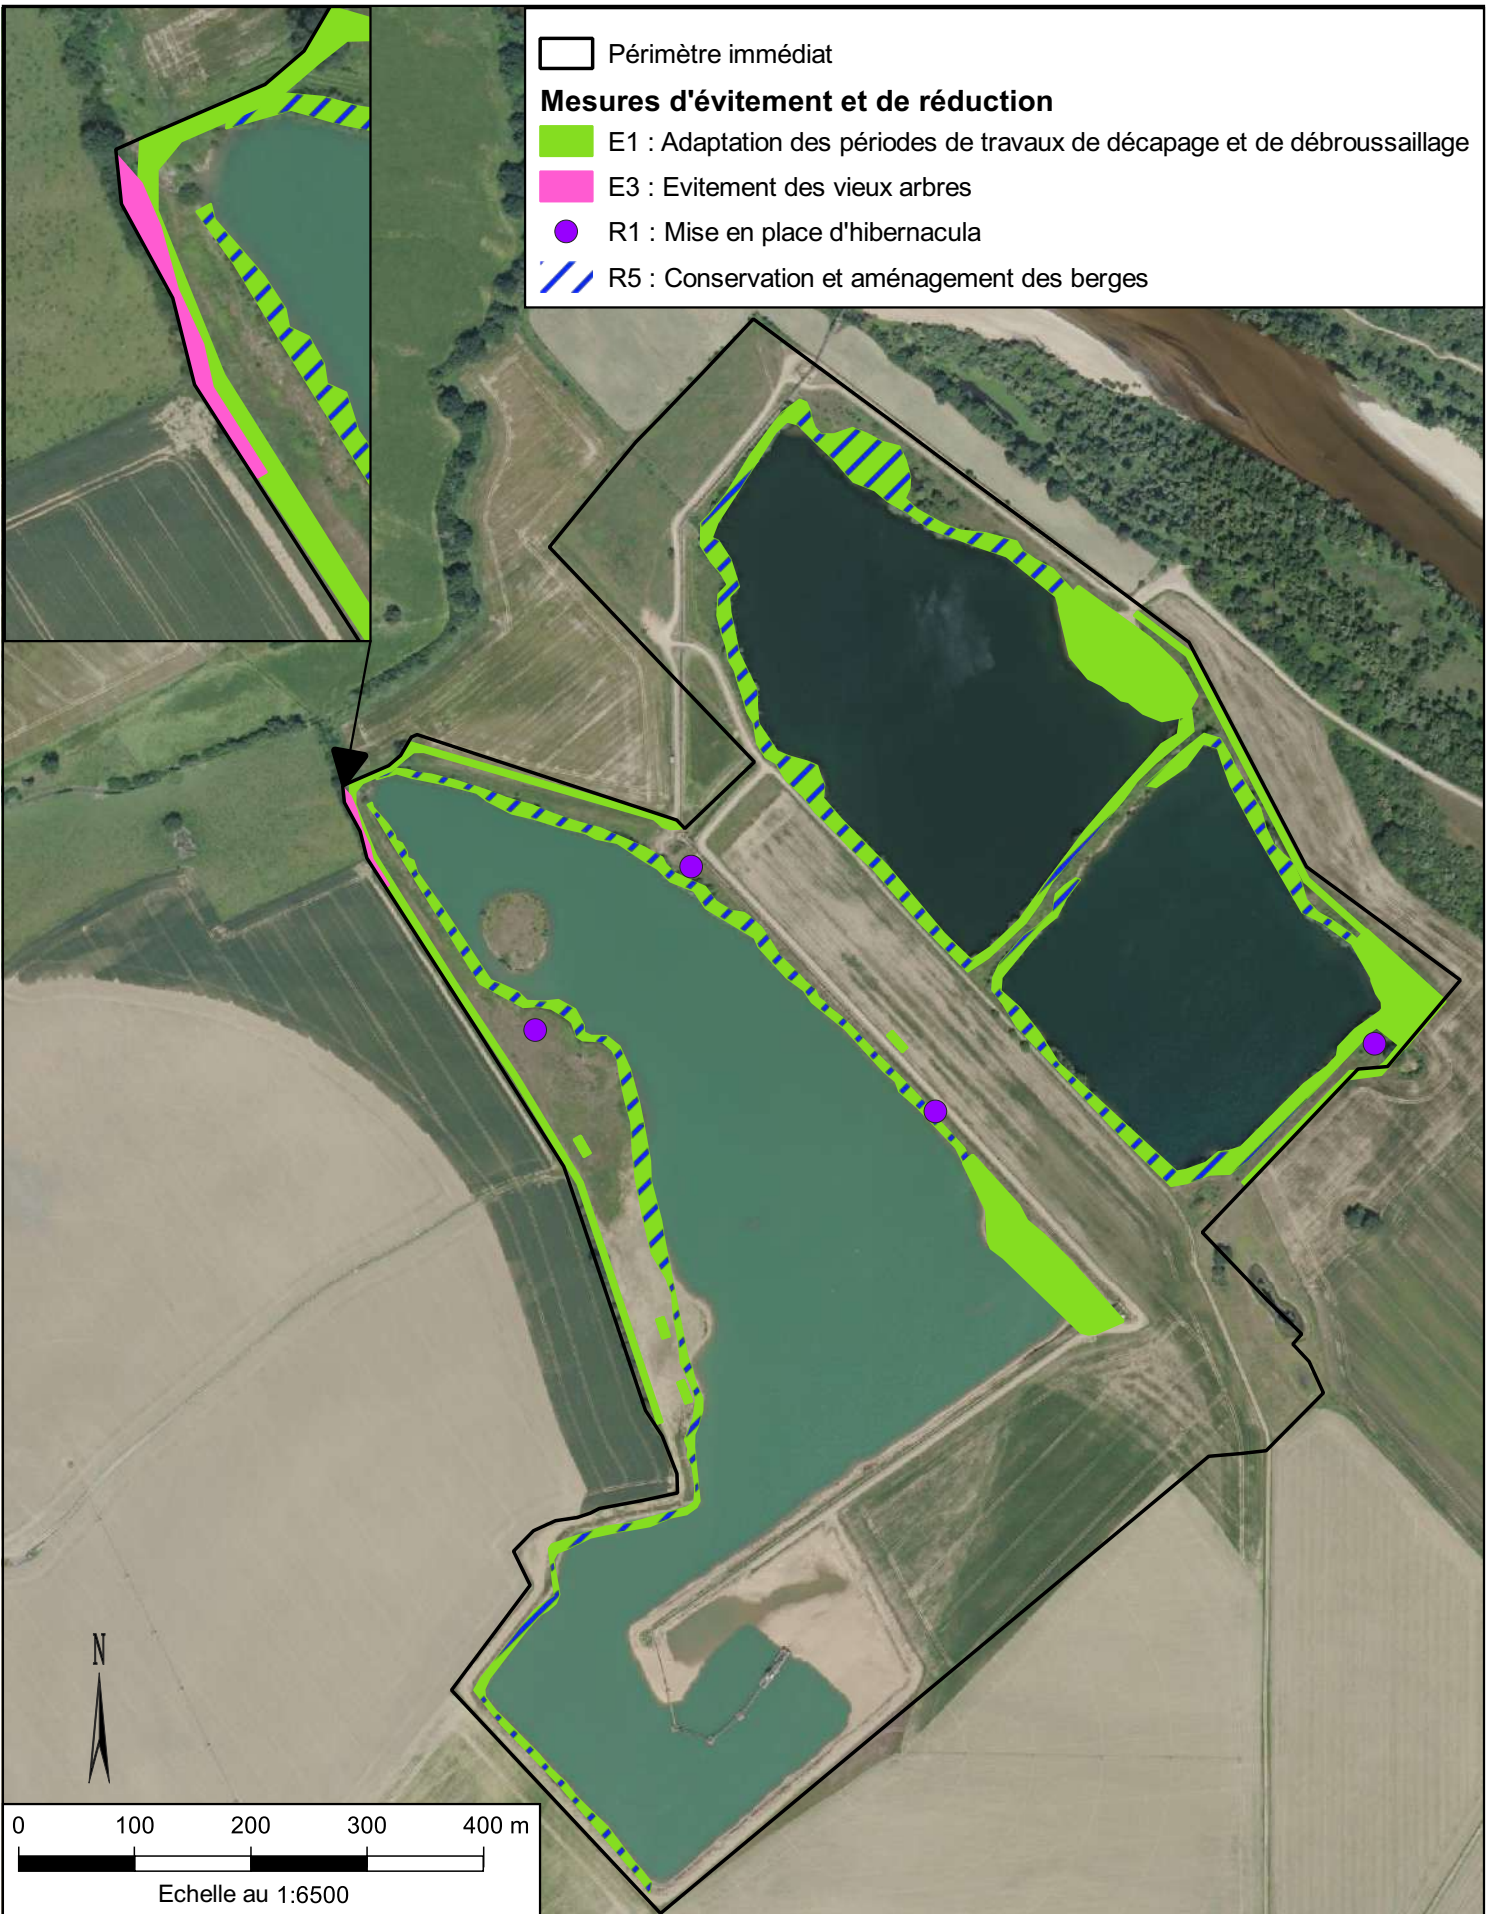 Périmètre immédiat
Mesures d'évitement et de réduction
E1 : Adaptation des périodes de travaux de décapage et de débroussaillage
E3 : Evitement des vieux arbres
R1 : Mise en place d'hibernacula
R5 : Conservation et aménagement des berges
N
0 100 200 300 400 m
Echelle au 1:6500